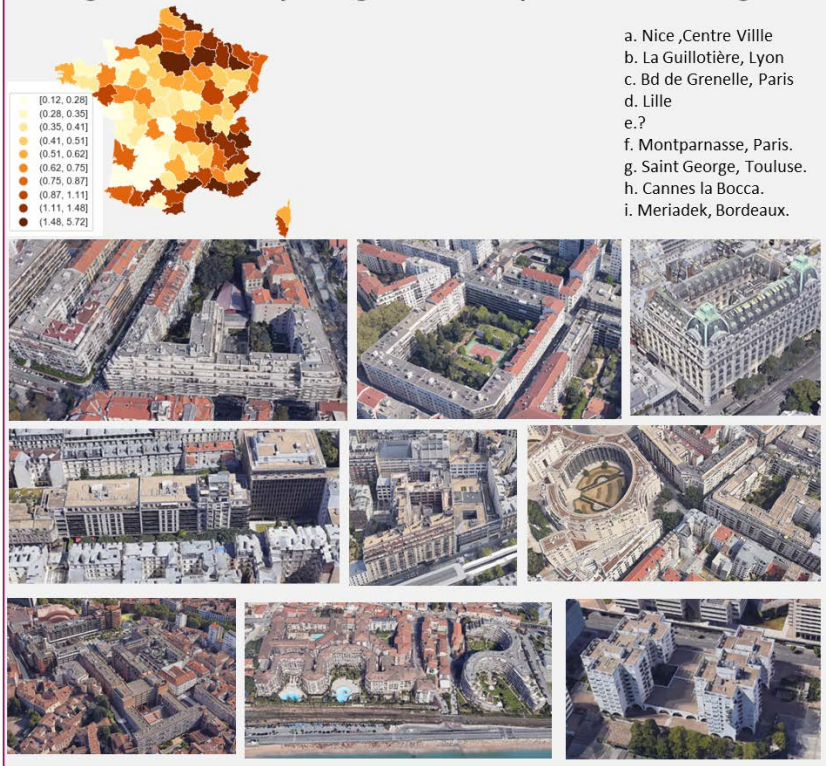 a. Nice ,Centre Villle
b. La Guillotière, Lyon
c. Bd de Grenelle, Paris
d. Lille
e.?
f. Montparnasse, Paris.
g. Saint George, Touluse.
h. Cannes la Bocca.
i. Meriadek, Bordeaux.
[0.12, 0.28]
(0.28, 0.35]
(0.35, 0.41]
(0.41, 0.51]
(0.51, 0.62]
(0.62, 0.75]
(0.75, 0.87]
(0.87, 1.11]
(1.11, 1.48]
(1.48, 5.72]